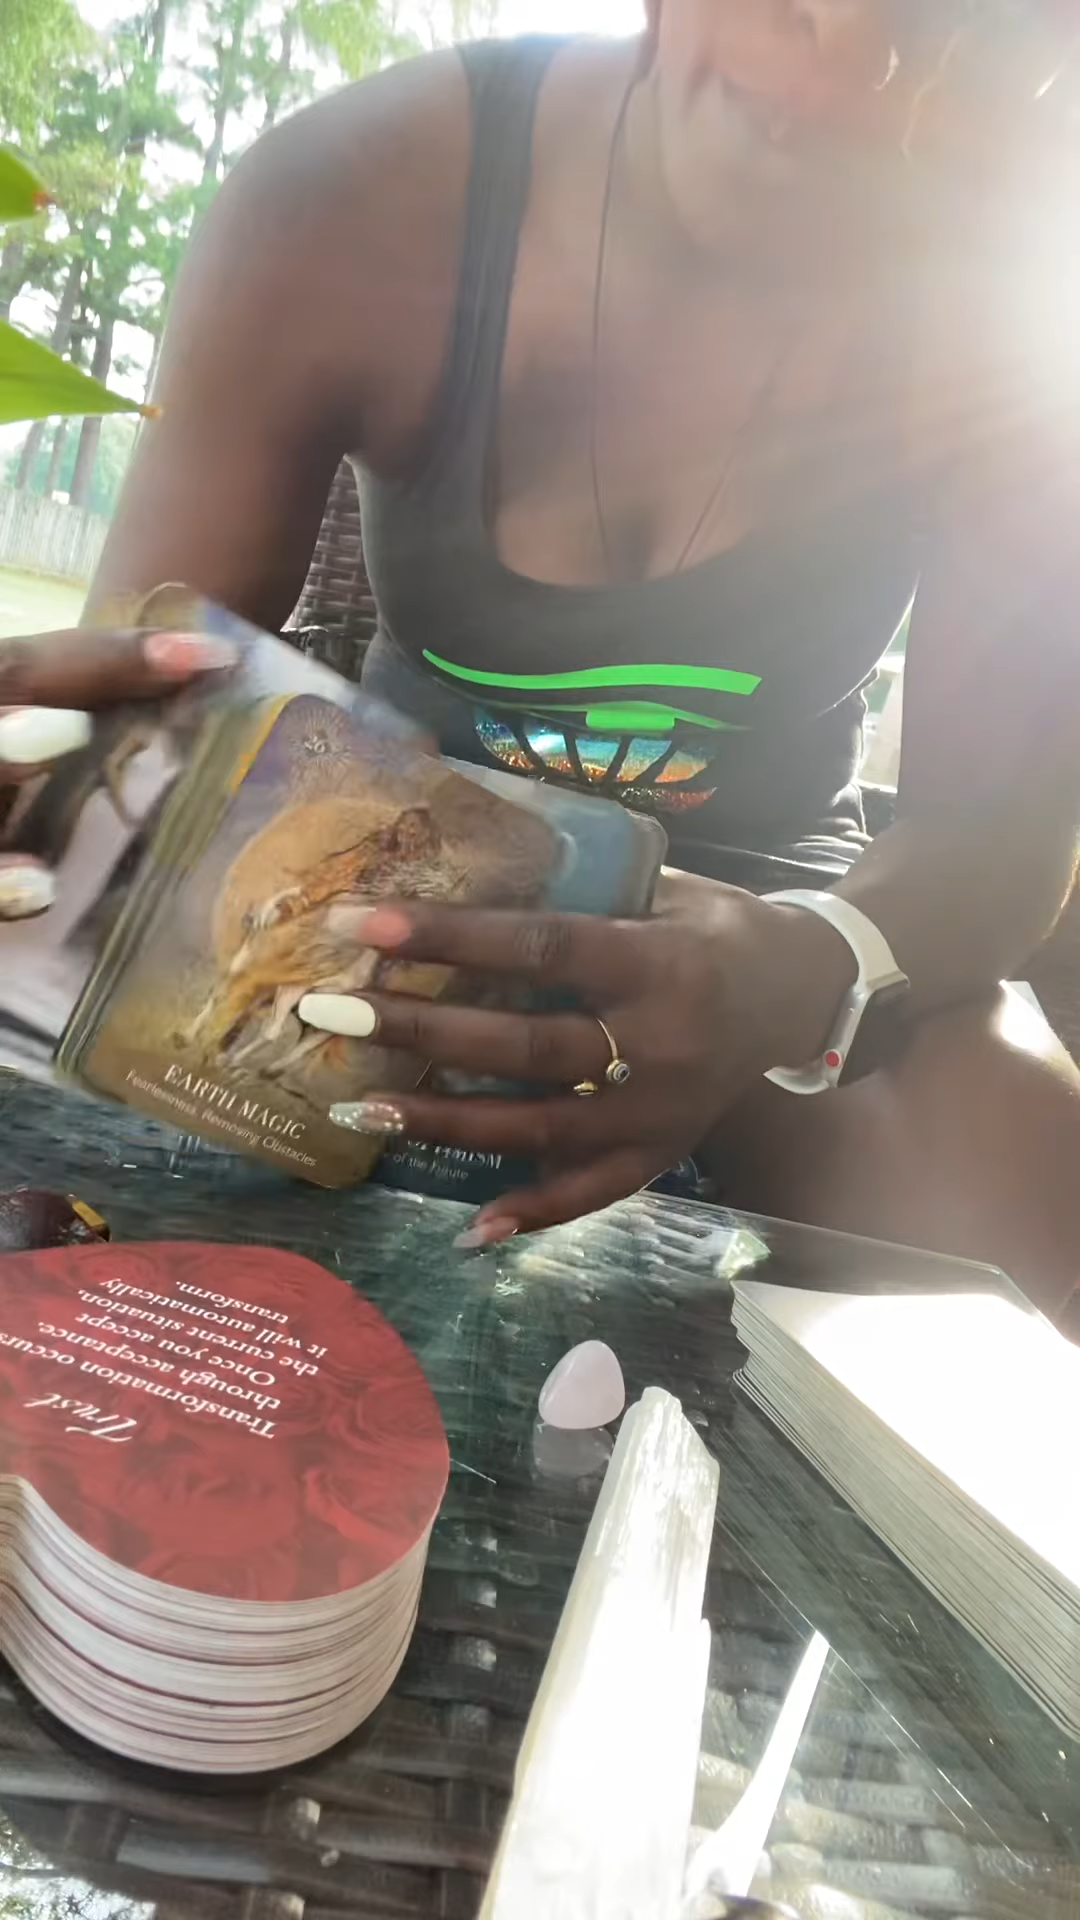 EARTH MAGIC
Fearlessness. Removing Obstacles
OPTIMISM
of the Future
Trust
Transformation occurs
through acceptance.
Once you accept
the current situation,
it will automatically
transform.